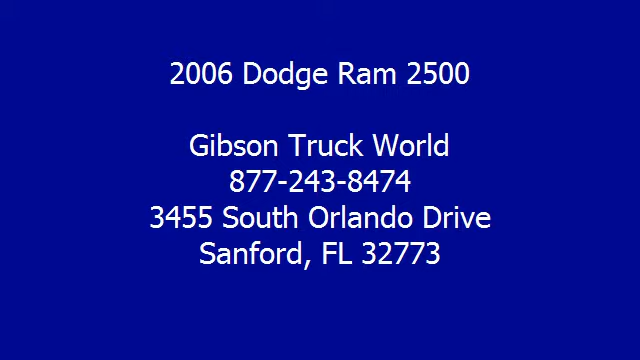 2006 Dodge Ram 2500
Gibson Truck World
877-243-8474
3455 South Orlando Drive
Sanford, FL 32773